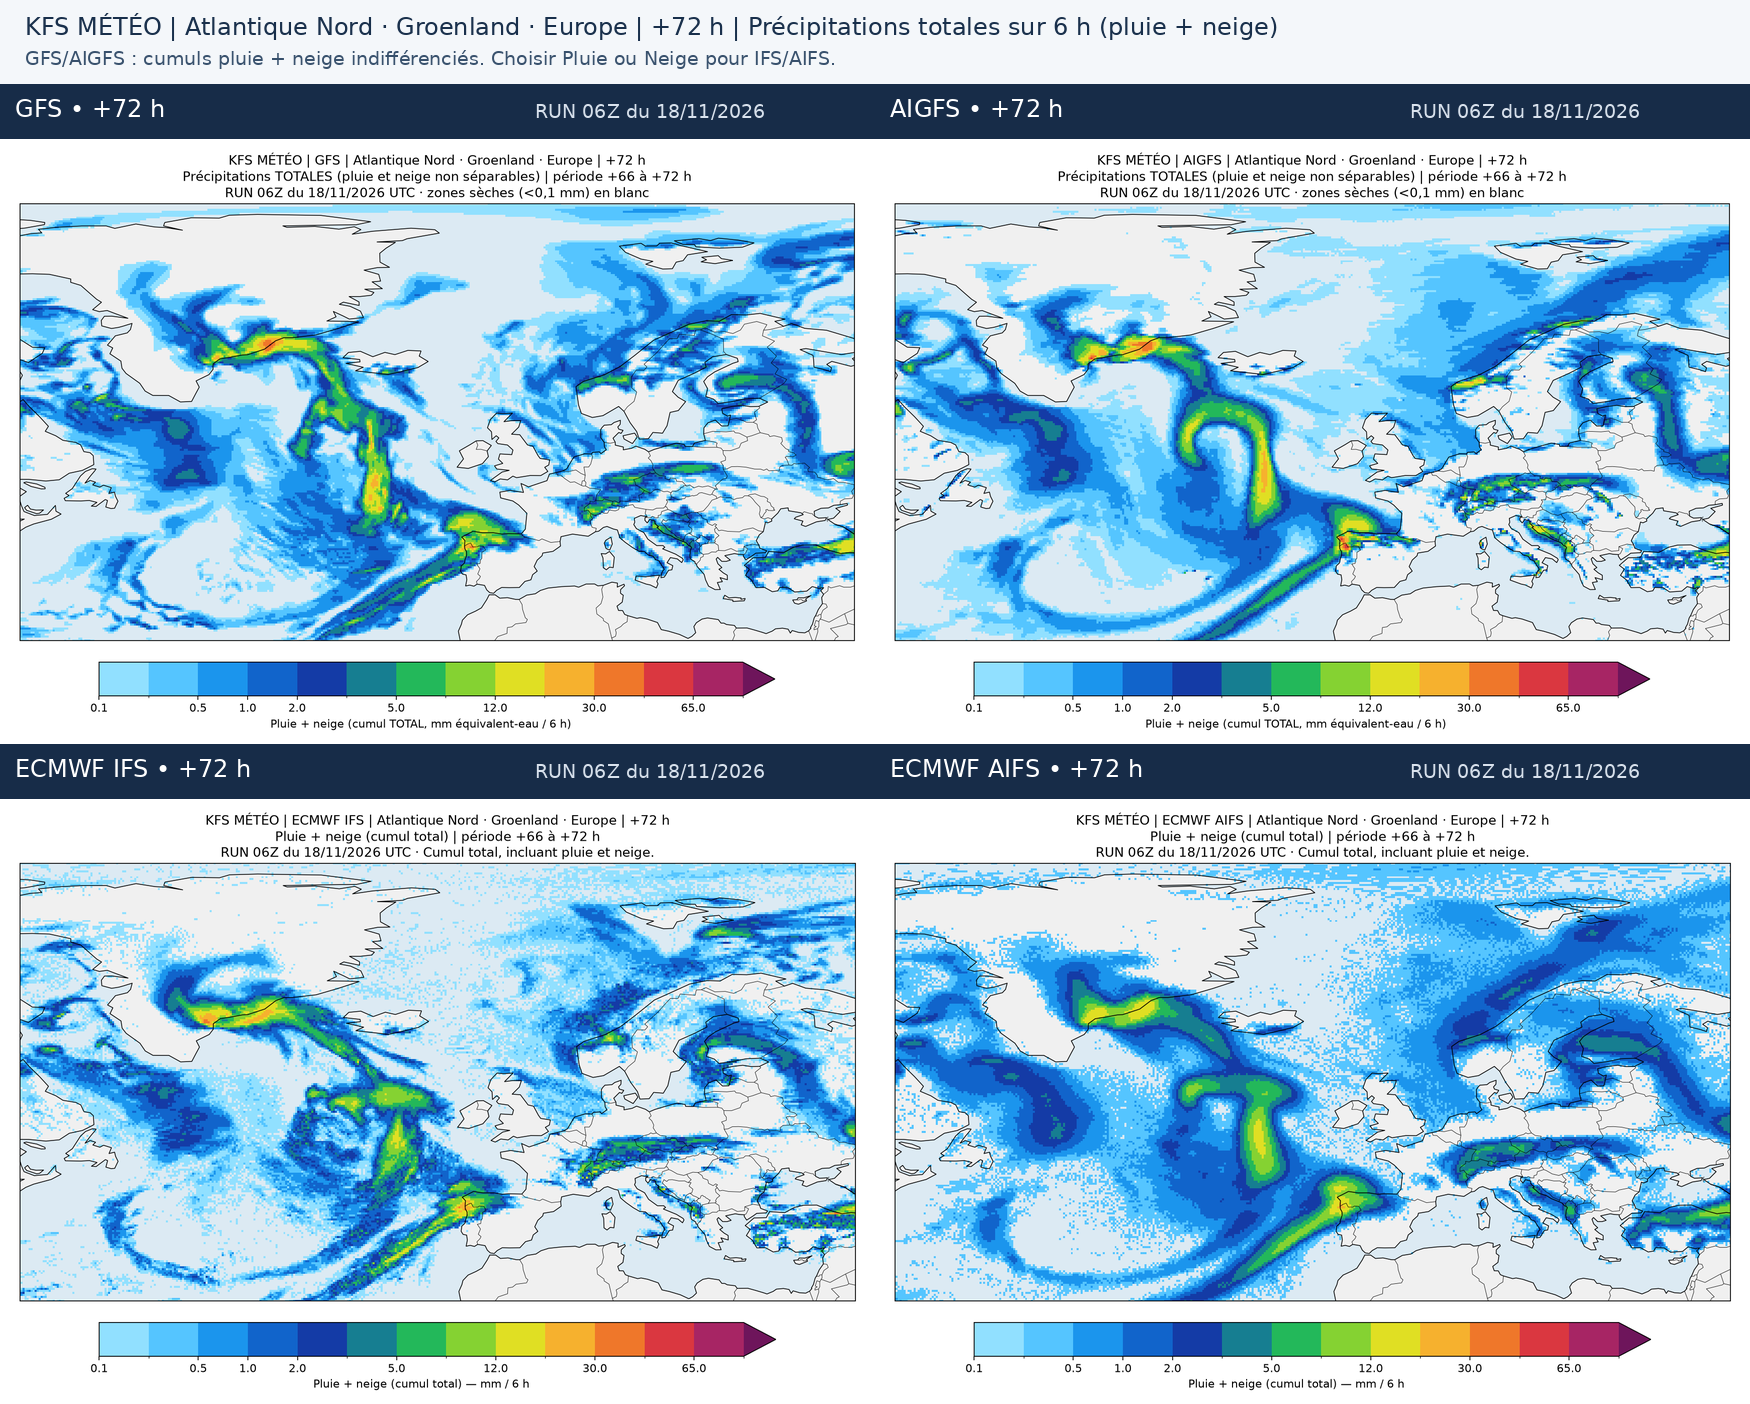 KFS MÉTÉO | Atlantique Nord · Groenland · Europe | +72 h | Précipitations totales sur 6 h (pluie + neige)
GFS/AIGFS : cumuls pluie + neige indifférenciés. Choisir Pluie ou Neige pour IFS/AIFS.
GFS • +72 h
RUN 06Z du 18/11/2026
KFS MÉTÉO | GFS | Atlantique Nord · Groenland · Europe | +72 h
Précipitations TOTALES (pluie et neige non séparables) | période +66 à +72 h
RUN 06Z du 18/11/2026 UTC · zones sèches (<0,1 mm) en blanc
0.1 0.5 1.0 2.0 5.0 12.0 30.0 65.0
Pluie + neige (cumul TOTAL, mm équivalent-eau / 6 h)
AIGFS • +72 h
RUN 06Z du 18/11/2026
KFS MÉTÉO | AIGFS | Atlantique Nord · Groenland · Europe | +72 h
Précipitations TOTALES (pluie et neige non séparables) | période +66 à +72 h
RUN 06Z du 18/11/2026 UTC · zones sèches (<0,1 mm) en blanc
0.1 0.5 1.0 2.0 5.0 12.0 30.0 65.0
Pluie + neige (cumul TOTAL, mm équivalent-eau / 6 h)
ECMWF IFS • +72 h
RUN 06Z du 18/11/2026
KFS MÉTÉO | ECMWF IFS | Atlantique Nord · Groenland · Europe | +72 h
Pluie + neige (cumul total) | période +66 à +72 h
RUN 06Z du 18/11/2026 UTC · Cumul total, incluant pluie et neige.
0.1 0.5 1.0 2.0 5.0 12.0 30.0 65.0
Pluie + neige (cumul total) — mm / 6 h
ECMWF AIFS • +72 h
RUN 06Z du 18/11/2026
KFS MÉTÉO | ECMWF AIFS | Atlantique Nord · Groenland · Europe | +72 h
Pluie + neige (cumul total) | période +66 à +72 h
RUN 06Z du 18/11/2026 UTC · Cumul total, incluant pluie et neige.
0.1 0.5 1.0 2.0 5.0 12.0 30.0 65.0
Pluie + neige (cumul total) — mm / 6 h